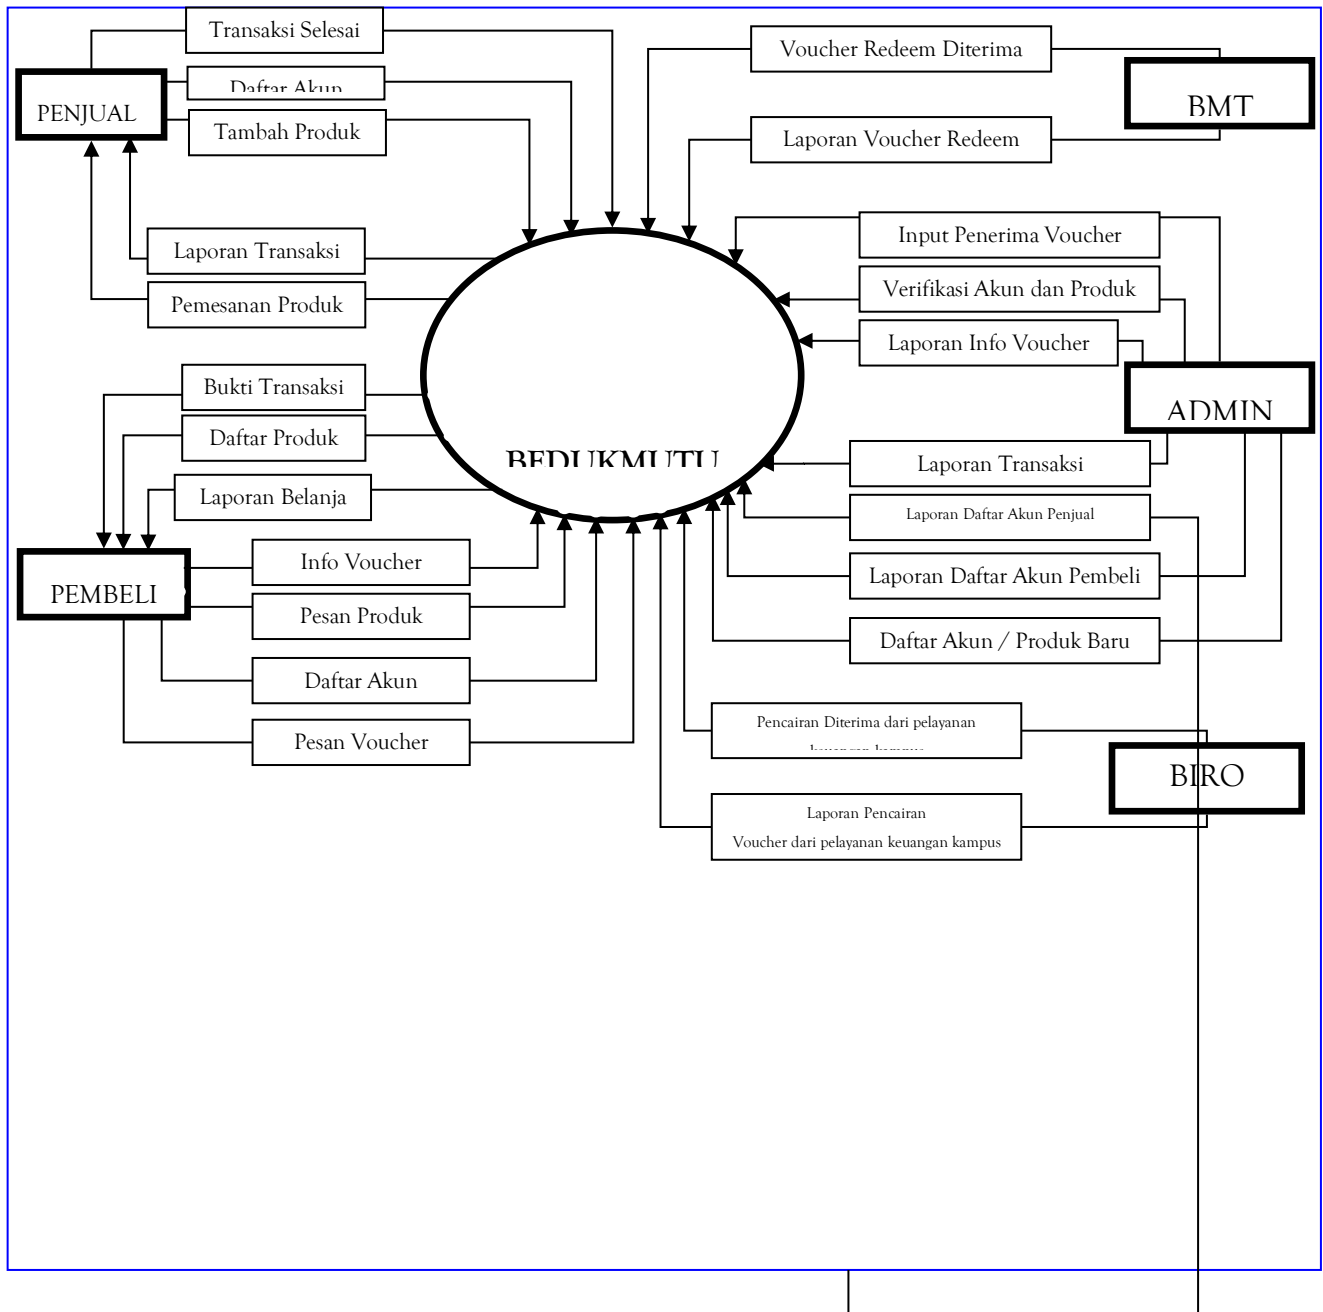 Transaksi Selesai
Daftar Akun
PENJUAL
Tambah Produk
Laporan Transaksi
Pemesanan Produk
Voucher Redeem Diterima
BMT
Laporan Voucher Redeem
Input Penerima Voucher
Verifikasi Akun dan Produk
Laporan Info Voucher
ADMIN
Bukti Transaksi
Daftar Produk
Laporan Belanja
BEDUKMUTU
Laporan Transaksi
Laporan Daftar Akun Penjual
Laporan Daftar Akun Pembeli
Daftar Akun / Produk Baru
PEMBELI
Info Voucher
Pesan Produk
Daftar Akun
Pesan Voucher
Pencairan Diterima dari pelayanan
keuangan kampus
BIRO
Laporan Pencairan
Voucher dari pelayanan keuangan kampus